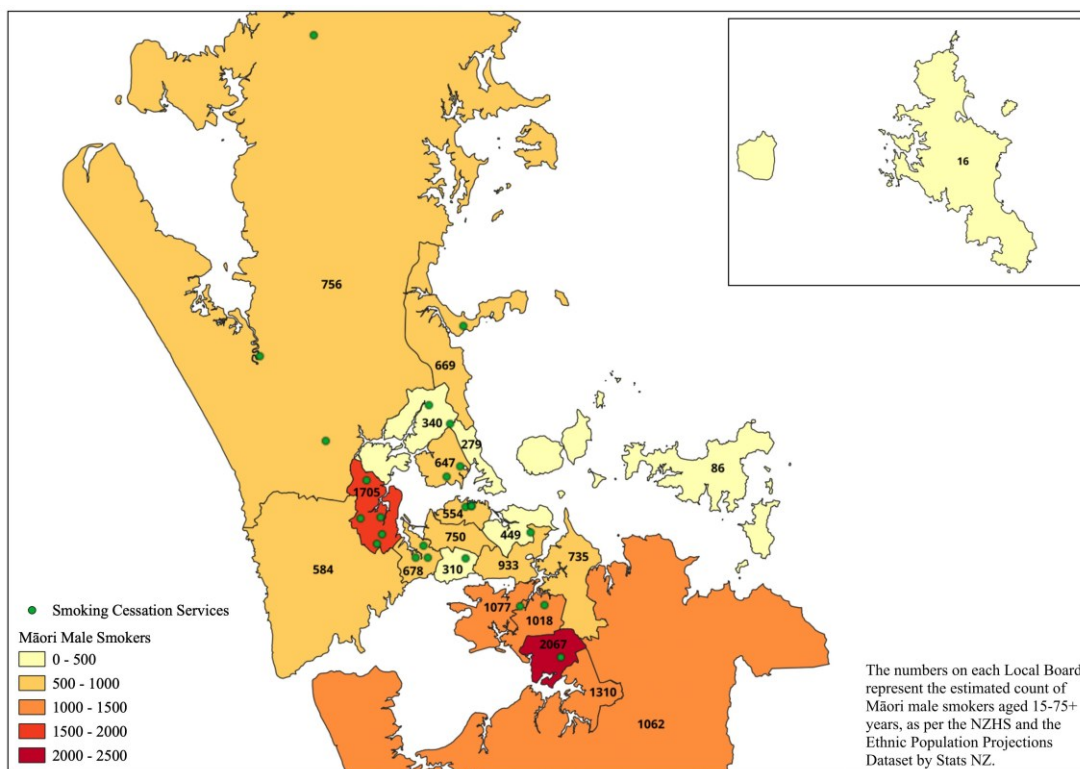 16
756
669
340
279
647
86
1705
554
449
750
584
678
310
933
735
1077
1018
2067
1310
1062
Smoking Cessation Services
Māori Male Smokers
0 - 500
500 - 1000
1000 - 1500
1500 - 2000
2000 - 2500
The numbers on each Local Board
represent the estimated count of
Māori male smokers aged 15-75+
years, as per the NZHS and the
Ethnic Population Projections
Dataset by Stats NZ.